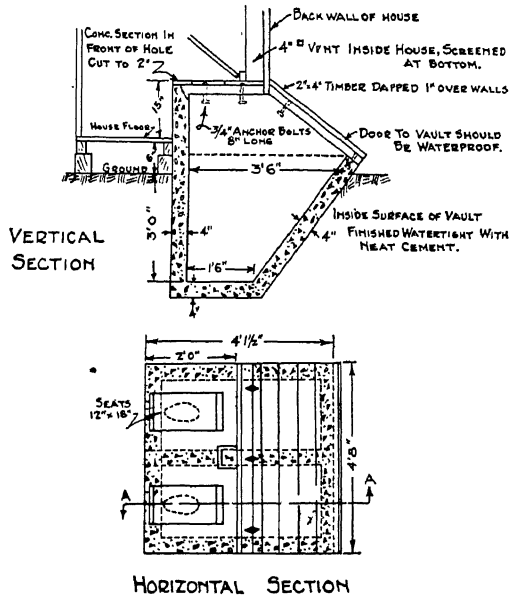 BACK WALL OF HOUSE
CONC. SECTION IN
FRONT OF HOLE
CUT TO 2"
4" □ VENT INSIDE HOUSE, SCREENED
AT BOTTOM.
2"x4" TIMBER DAPPED 1" OVER WALLS
15"
HOUSE FLOOR
3/4" ANCHOR BOLTS
8" LONG
DOOR TO VAULT SHOULD
BE WATERPROOF.
6"
GROUND
3'6"
3'0"
4"
INSIDE SURFACE OF VAULT
FINISHED WATERTIGHT WITH
NEAT CEMENT.
4"
VERTICAL
SECTION
1'6"
4"
4'1½"
2'0"
SEATS
12"x18"
4'8"
A
A
HORIZONTAL SECTION